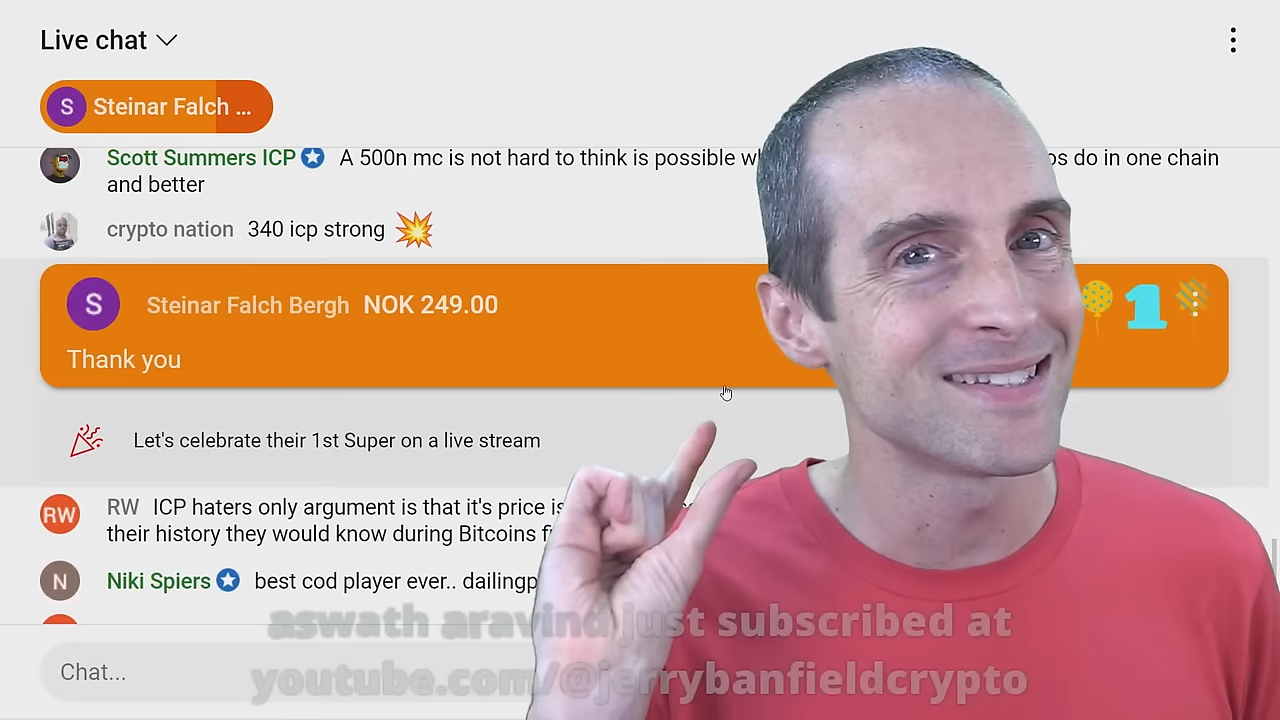 Live chat
S Steinar Falch ...
Scott Summers ICP A 500n mc is not hard to think is possible os do in one chain
and better
crypto nation 340 icp strong
S Steinar Falch Bergh NOK 249.00 1
Thank you
Let's celebrate their 1st Super on a live stream
RW RW ICP haters only argument is that it's price is
their history they would know during Bitcoins
N Niki Spiers best cod player ever..
aswath aravind just subscribed at
youtube.com/@jerrybanfieldcrypto
Chat...